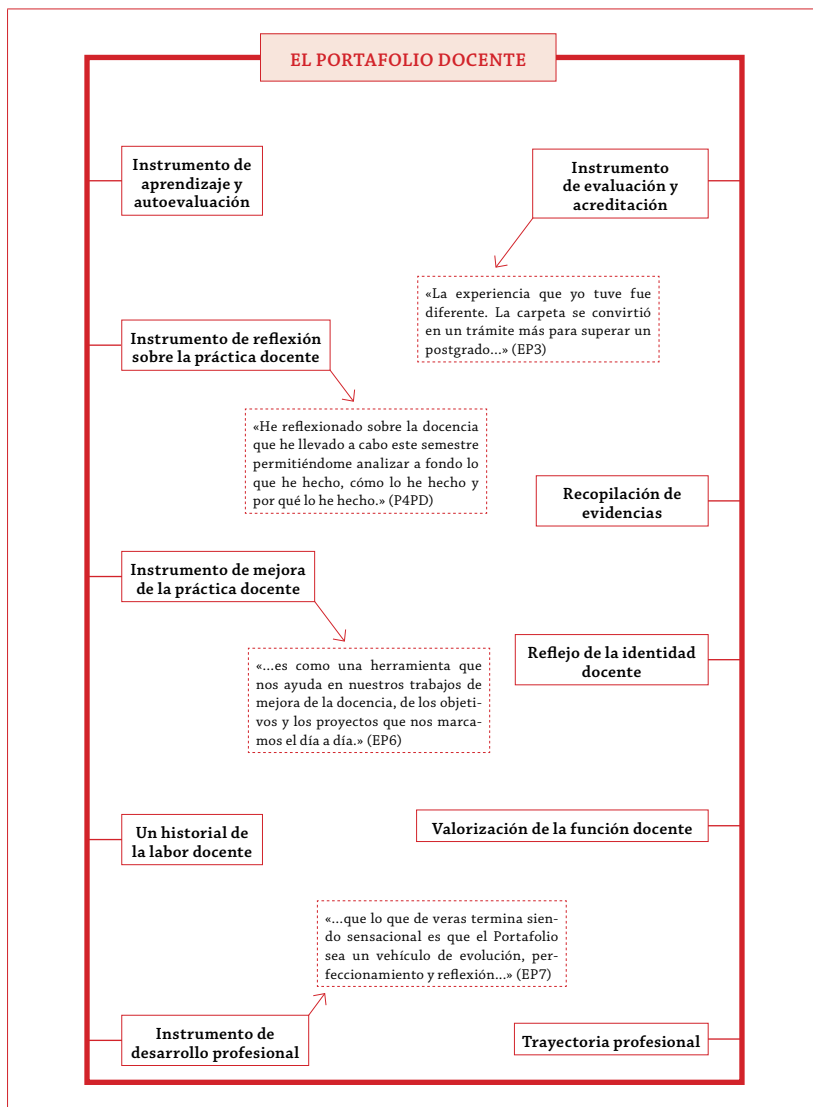 EL PORTAFOLIO DOCENTE
Instrumento de
aprendizaje y
autoevaluación
Instrumento
de evaluación y
acreditación
«La experiencia que yo tuve fue
diferente. La carpeta se convirtió
en un trámite más para superar un
postgrado...» (EP3)
Instrumento de reflexión
sobre la práctica docente
«He reflexionado sobre la docencia
que he llevado a cabo este semestre
permitiéndome analizar a fondo lo
que he hecho, cómo lo he hecho y
por qué lo he hecho.» (P4PD)
Recopilación de
evidencias
Instrumento de mejora
de la práctica docente
Reflejo de la identidad
docente
«...es como una herramienta que
nos ayuda en nuestros trabajos de
mejora de la docencia, de los objeti-
vos y los proyectos que nos marca-
mos el día a día.» (EP6)
Un historial de
la labor docente
Valorización de la función docente
«...que lo que de veras termina sien-
do sensacional es que el Portafolio
sea un vehículo de evolución, per-
feccionamiento y reflexión...» (EP7)
Instrumento de
desarrollo profesional
Trayectoria profesional